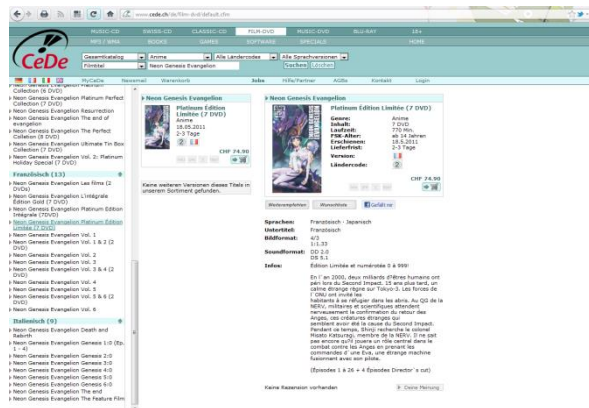 www.cede.ch/de/film-dvd/default.cfm
MUSIC-CD SWISS-CD CLASSIC-CD FILM-DVD MUSIC-DVD BLU-RAY 18+
MP3 / WMA BOOKS GAMES SOFTWARE SPECIALS HOME
CeDe
Gesamtkatalog Anime Alle Ländercodes Alle Sprachversionen
Filmtitel Neon Genesis Evangelion Suchen Löschen
MyCeDe Newsmail Warenkorb Jobs Hilfe/Partner AGBs Kontakt Login
Neon Genesis Evangelion Platinum
Collection (6 DVD)
Neon Genesis Evangelion Platinum Perfect
Collection (7 DVD)
Neon Genesis Evangelion Resurrection
Neon Genesis Evangelion The end of
evangelion
Neon Genesis Evangelion The Perfect
Collation (8 DVD)
Neon Genesis Evangelion Ultimate Tin Box
Collection (7 DVD)
Neon Genesis Evangelion Vol. 2: Platinum
Holiday Special (7 DVD)
Französisch (13)
Neon Genesis Evangelion Les films (2
DVDs)
Neon Genesis Evangelion L'intégrale
Édition Gold (7 DVD)
Neon Genesis Evangelion Platinum Edition
Intégrale (7DVD)
Neon Genesis Evangelion Platinum Édition
Limitée (7 DVD)
Neon Genesis Evangelion Vol. 1
Neon Genesis Evangelion Vol. 1 & 2 (2
DVD)
Neon Genesis Evangelion Vol. 2
Neon Genesis Evangelion Vol. 3
Neon Genesis Evangelion Vol. 3 & 4 (2
DVD)
Neon Genesis Evangelion Vol. 4
Neon Genesis Evangelion Vol. 5
Neon Genesis Evangelion Vol. 5 & 6 (2
DVD)
Neon Genesis Evangelion Vol. 6
Italienisch (9)
Neon Genesis Evangelion Death and
Rebirth
Neon Genesis Evangelion Genesis 1:0 (Ep.
1 - 4)
Neon Genesis Evangelion Genesis 2:0
Neon Genesis Evangelion Genesis 3:0
Neon Genesis Evangelion Genesis 4:0
Neon Genesis Evangelion Genesis 5:0
Neon Genesis Evangelion Genesis 6:0
Neon Genesis Evangelion The end
Neon Genesis Evangelion The Feature Film
Neon Genesis Evangelion
Platinum Édition
Limitée (7 DVD)
Anime
18.05.2011
2-3 Tage
2
CHF 74.90
Keine weiteren Versionen dieses Titels in
unserem Sortiment gefunden.
Neon Genesis Evangelion
Platinum Édition Limitée (7 DVD)
Genre: Anime
Inhalt: 7 DVD
Laufzeit: 770 Min.
FSK-Alter: ab 14 Jahren
Erschienen: 18.5.2011
Lieferfrist: 2-3 Tage
Version:
Ländercode: 2
CHF 74.90
Weiterempfehlen Wunschliste Gefällt mir
Sprachen: Französisch - Japanisch
Untertitel: Französisch
Bildformat: 4/3
1:1.33
Soundformat: DD 2.0
DS 5.1
Infos: Édition Limitée et numérotée 0 à 999!
En l' an 2000, deux milliards d?êtres humains ont
péri lors du Second Impact. 15 ans plus tard, un
calme étrange règne sur Tokyo-3. Les forces de
l' ONU ont invité les
habitants à se réfugier dans les abris. Au QG de la
NERV, militaires et scientifiques attendent
nerveusement la confirmation du retour des
Anges, ces créatures étranges qui
semblent avoir été la cause du Second Impact.
Pendant ce temps, Shinji recherche le colonel
Misato Katsuragi, membre de la NERV. Il ne sait
pas encore qu?il jouera un rôle central dans le
combat contre les Anges en prenant les
commandes d' une Eva, une étrange machine
fusionnant avec son pilote.
(Épisodes 1 à 26 + 4 Épisodes Director's cut)
Keine Rezension vorhanden Deine Meinung